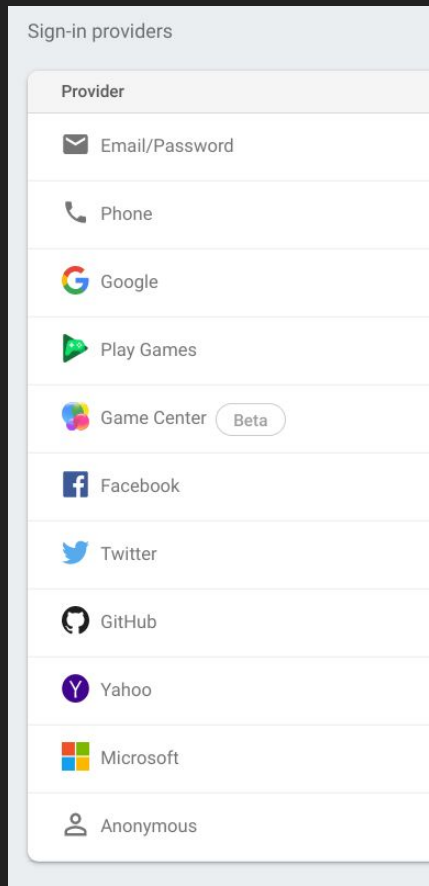 Sign-in providers
Provider
Email/Password
Phone
Google
Play Games
Game Center Beta
Facebook
Twitter
GitHub
Yahoo
Microsoft
Anonymous